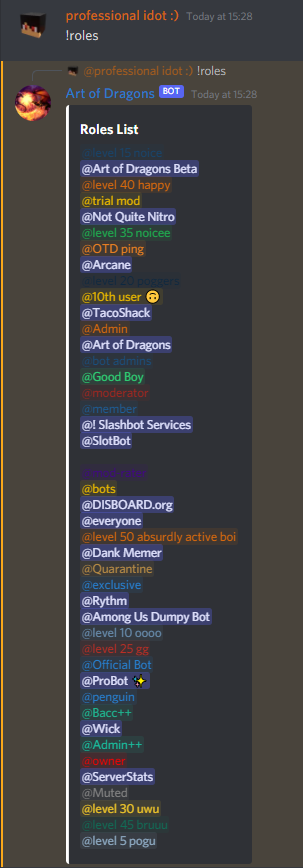 professional idot :) Today at 15:28
!roles
@professional idot :) !roles
Art of Dragons BOT Today at 15:28
Roles List
@level 15 noice
@Art of Dragons Beta
@level 40 happy
@trial mod
@Not Quite Nitro
@level 35 noicee
@OTD ping
@Arcane
@level 20 poggers
@10th user 🙃
@TacoShack
@Admin
@Art of Dragons
@bot admins
@Good Boy
@moderator
@member
@! Slashbot Services
@SlotBot
@mod-rater
@bots
@DISBOARD.org
@everyone
@level 50 absurdly active boi
@Dank Memer
@Quarantine
@exclusive
@Rythm
@Among Us Dumpy Bot
@level 10 oooo
@level 25 gg
@Official Bot
@ProBot ✨
@penguin
@Bacc++
@Wick
@Admin++
@owner
@ServerStats
@Muted
@level 30 uwu
@level 45 bruuu
@level 5 pogu